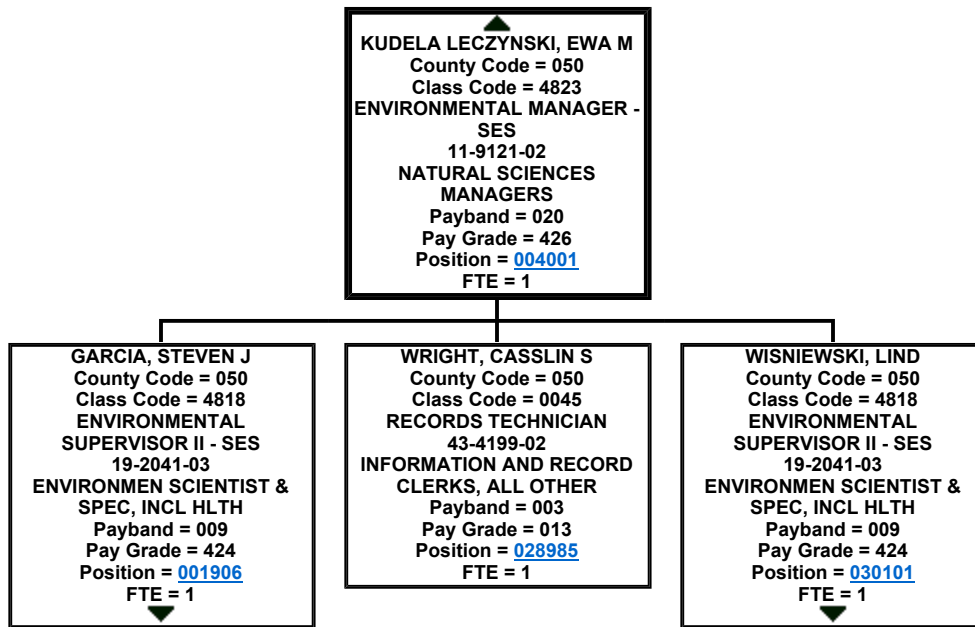 KUDELA LECZYNSKI, EWA M
County Code = 050
Class Code = 4823
ENVIRONMENTAL MANAGER -
SES
11-9121-02
NATURAL SCIENCES
MANAGERS
Payband = 020
Pay Grade = 426
Position = 004001
FTE = 1
GARCIA, STEVEN J
County Code = 050
Class Code = 4818
ENVIRONMENTAL
SUPERVISOR II - SES
19-2041-03
ENVIRONMEN SCIENTIST &
SPEC, INCL HLTH
Payband = 009
Pay Grade = 424
Position = 001906
FTE = 1
WRIGHT, CASSLIN S
County Code = 050
Class Code = 0045
RECORDS TECHNICIAN
43-4199-02
INFORMATION AND RECORD
CLERKS, ALL OTHER
Payband = 003
Pay Grade = 013
Position = 028985
FTE = 1
WISNIEWSKI, LIND
County Code = 050
Class Code = 4818
ENVIRONMENTAL
SUPERVISOR II - SES
19-2041-03
ENVIRONMEN SCIENTIST &
SPEC, INCL HLTH
Payband = 009
Pay Grade = 424
Position = 030101
FTE = 1